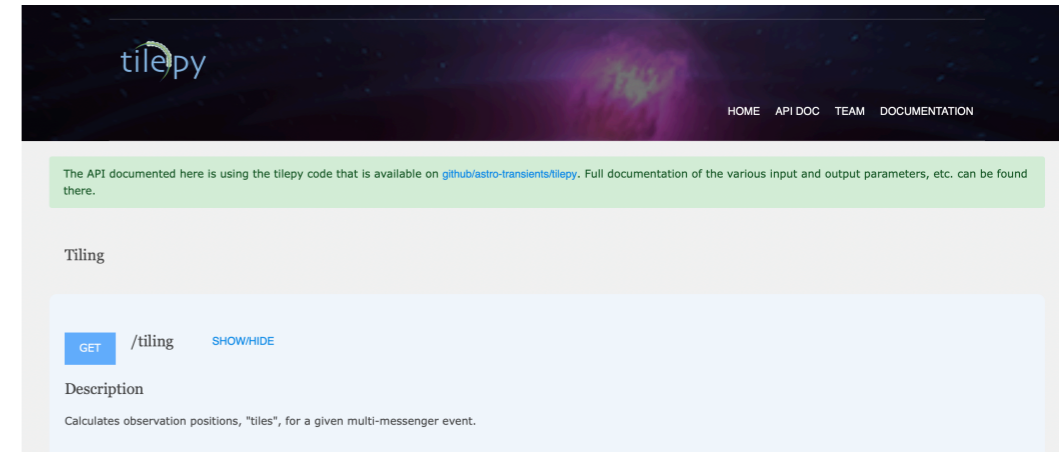 tilepy
HOME API DOC TEAM DOCUMENTATION
The API documented here is using the tilepy code that is available on github/astro-transients/tilepy. Full documentation of the various input and output parameters, etc. can be found
there.
Tiling
GET /tiling SHOW/HIDE
Description
Calculates observation positions, "tiles", for a given multi-messenger event.